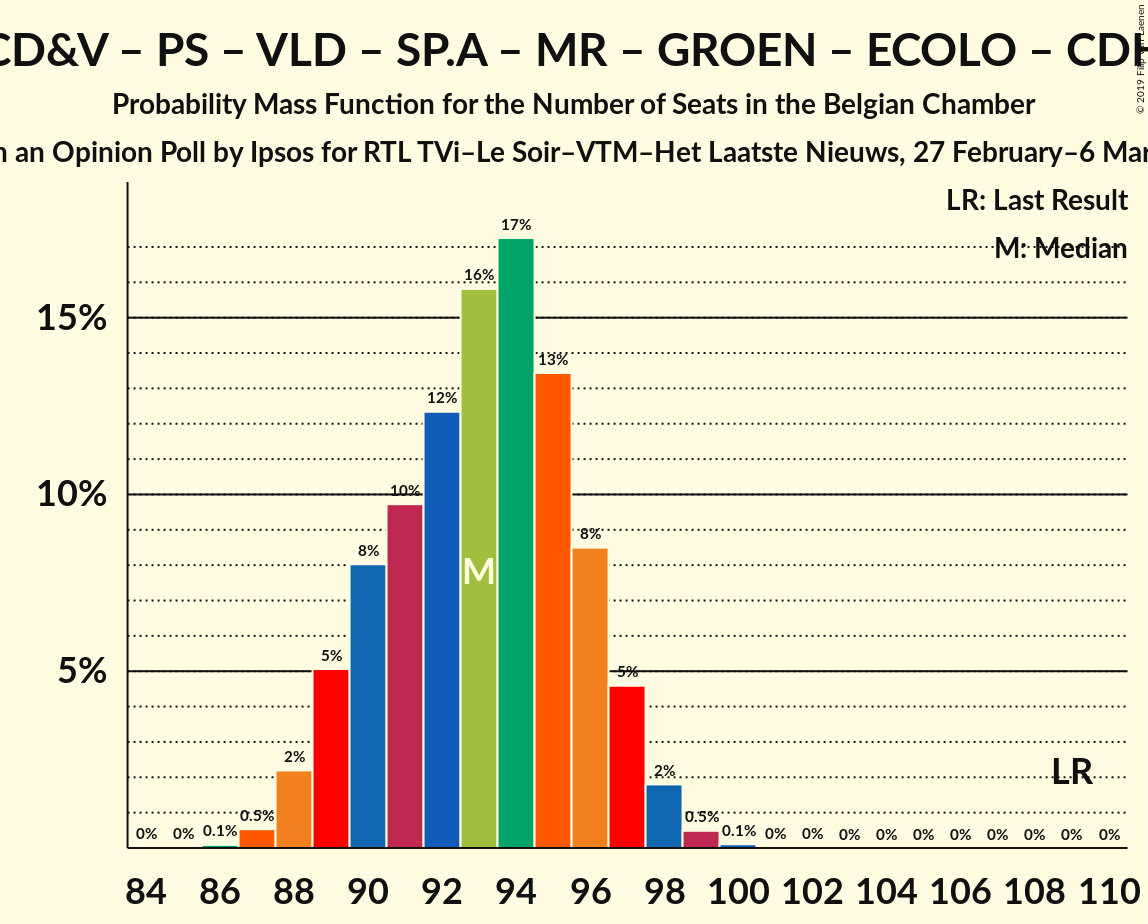 CD&V – PS – VLD – SP.A – MR – GROEN – ECOLO –
Probability Mass Function for the Number of Seats in the Belgian Chamber
an Opinion Poll by Ipsos for RTL TVi–Le Soir–VTM–Het Laatste Nieuws, 27 February–6
© 2019 Filip van Laenen
LR: Last Result
M: Median
17%
16%
15%
13%
12%
10%
10%
8%
8%
M
5%
5%
5%
2%
2%
LR
0% 0% 0.1% 0.5% 0.5% 0.1% 0% 0% 0% 0% 0% 0% 0% 0% 0% 0%
84 86 88 90 92 94 96 98 100 102 104 106 108 110